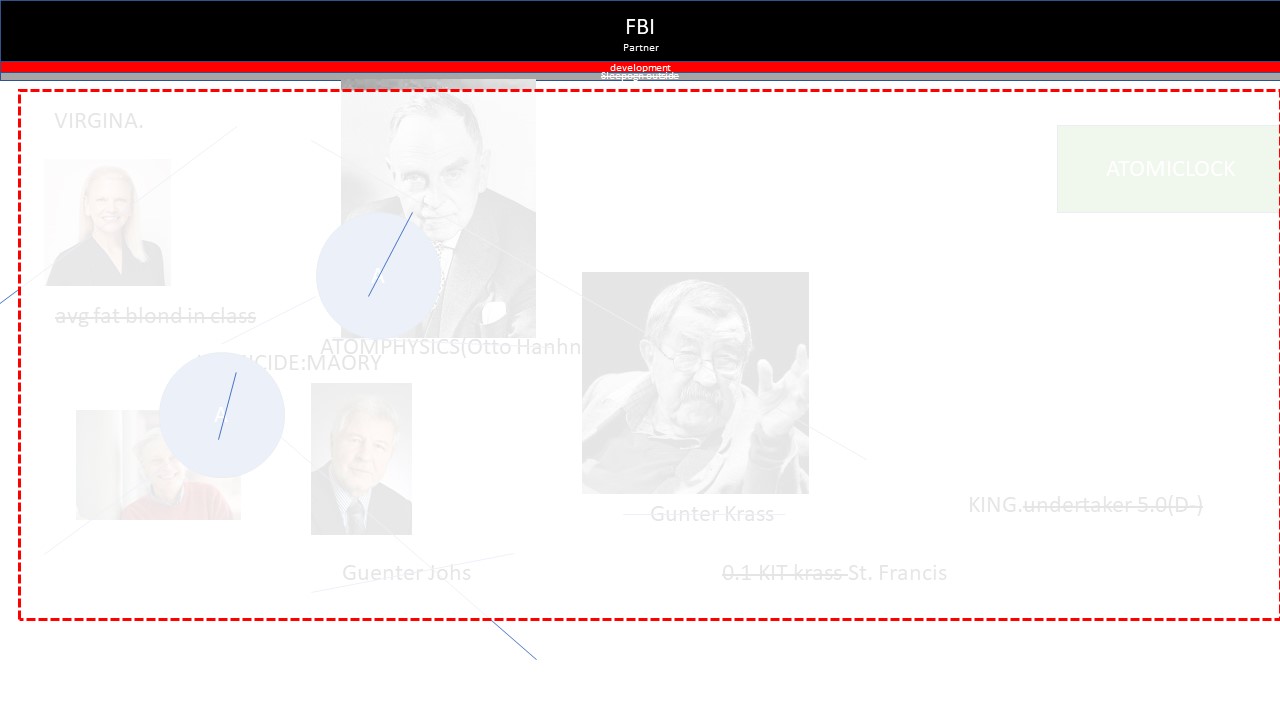 FBI
Partner
development
Sleepogn outside
VIRGINA.
ATOMICLOCK
A
avg fat blond in class
ATOMPHYSICS(Otto Hanhn
CIDE:MAORY
A
KING.undertaker 5.0(D-)
Gunter Krass
Guenter Johs
0.1 KIT krass St. Francis